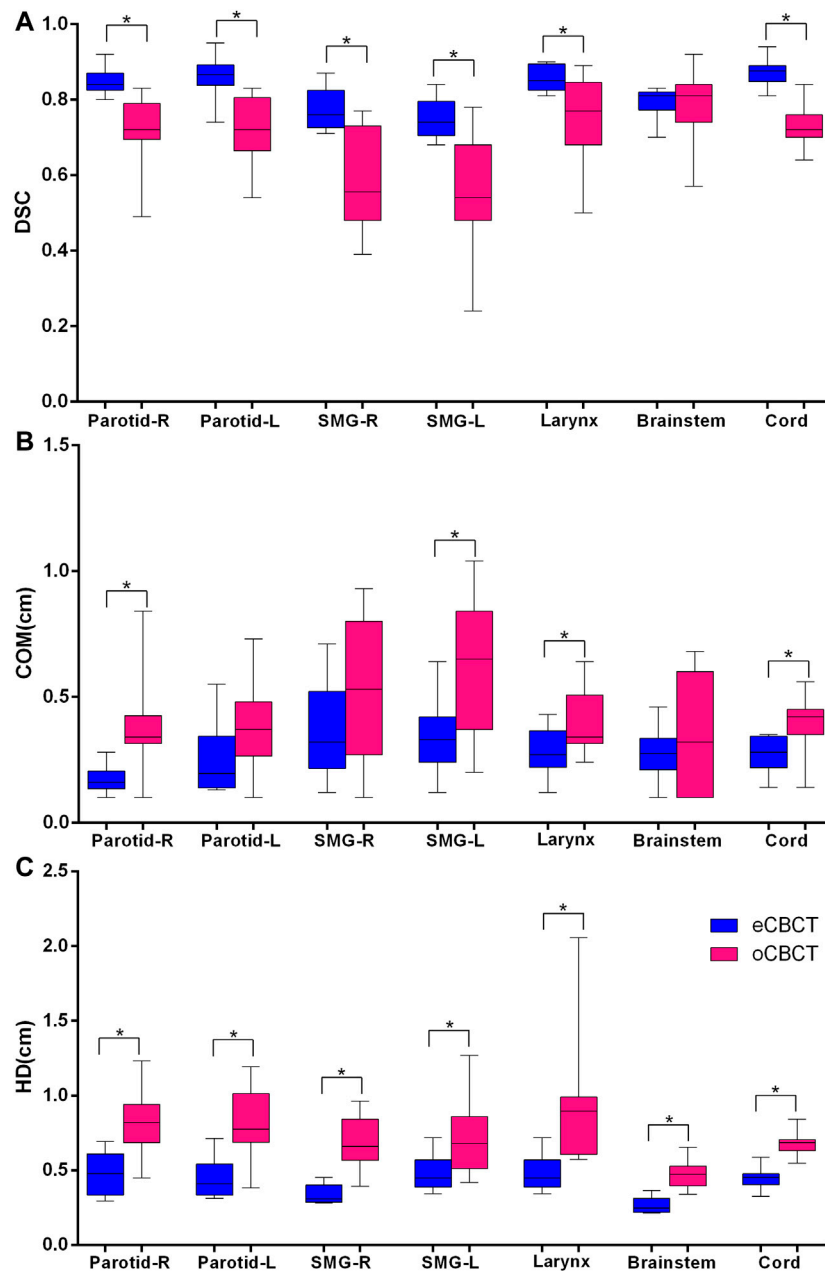 A
* * * * * *
1.0
0.8
0.6
0.4
0.2
0.0
DSC
Parotid-R Parotid-L SMG-R SMG-L Larynx Brainstem Cord
B
* * * *
1.5
1.0
0.5
0.0
COM(cm)
Parotid-R Parotid-L SMG-R SMG-L Larynx Brainstem Cord
C
* * * * * * *
2.5
2.0
1.5
1.0
0.5
0.0
HD(cm)
eCBCT
oCBCT
Parotid-R Parotid-L SMG-R SMG-L Larynx Brainstem Cord